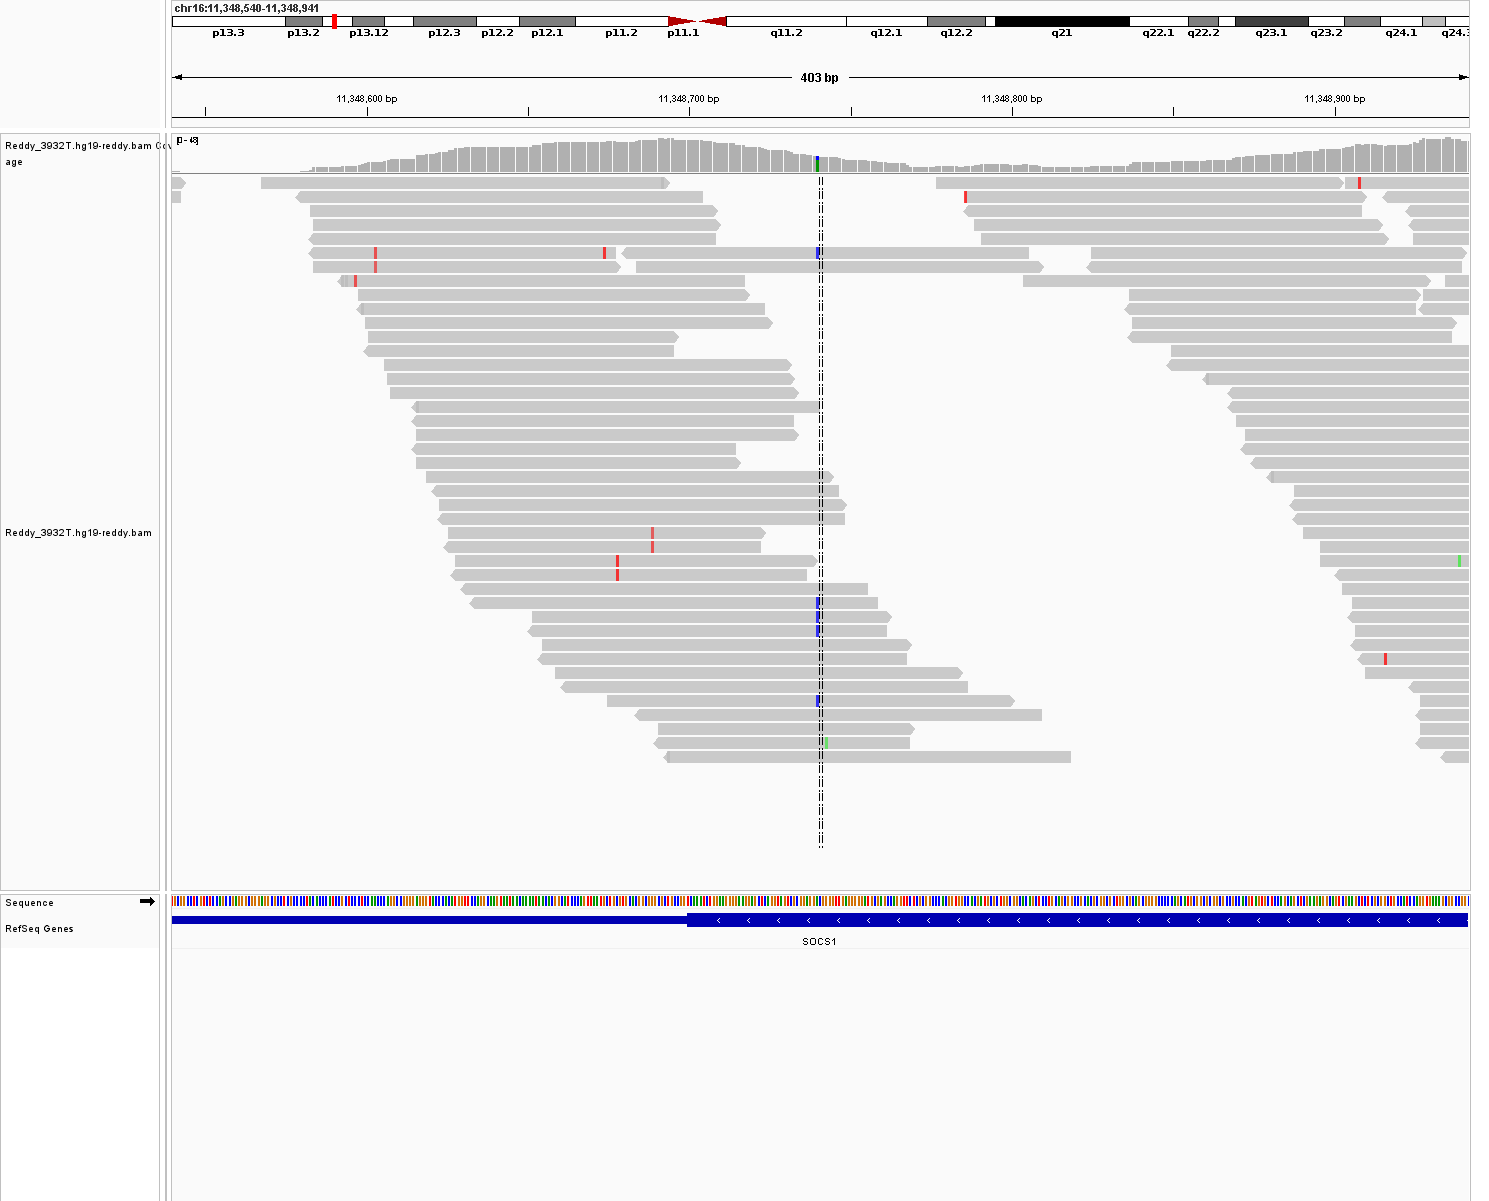 chr16:11,348,540-11,348,941
p13.3 p13.2 p13.12 p12.3 p12.2 p12.1 p11.2 p11.1 q11.2 q12.1 q12.2 q21 q22.1 q22.2 q23.1 q23.2 q24.1
403 bp
11,348,600 bp 11,348,700 bp 11,348,800 bp 11,348,900 bp
Reddy_3932T.hg19-reddy.bam Cov
age
Reddy_3932T.hg19-reddy.bam
Sequence
RefSeq Genes
SOCS1